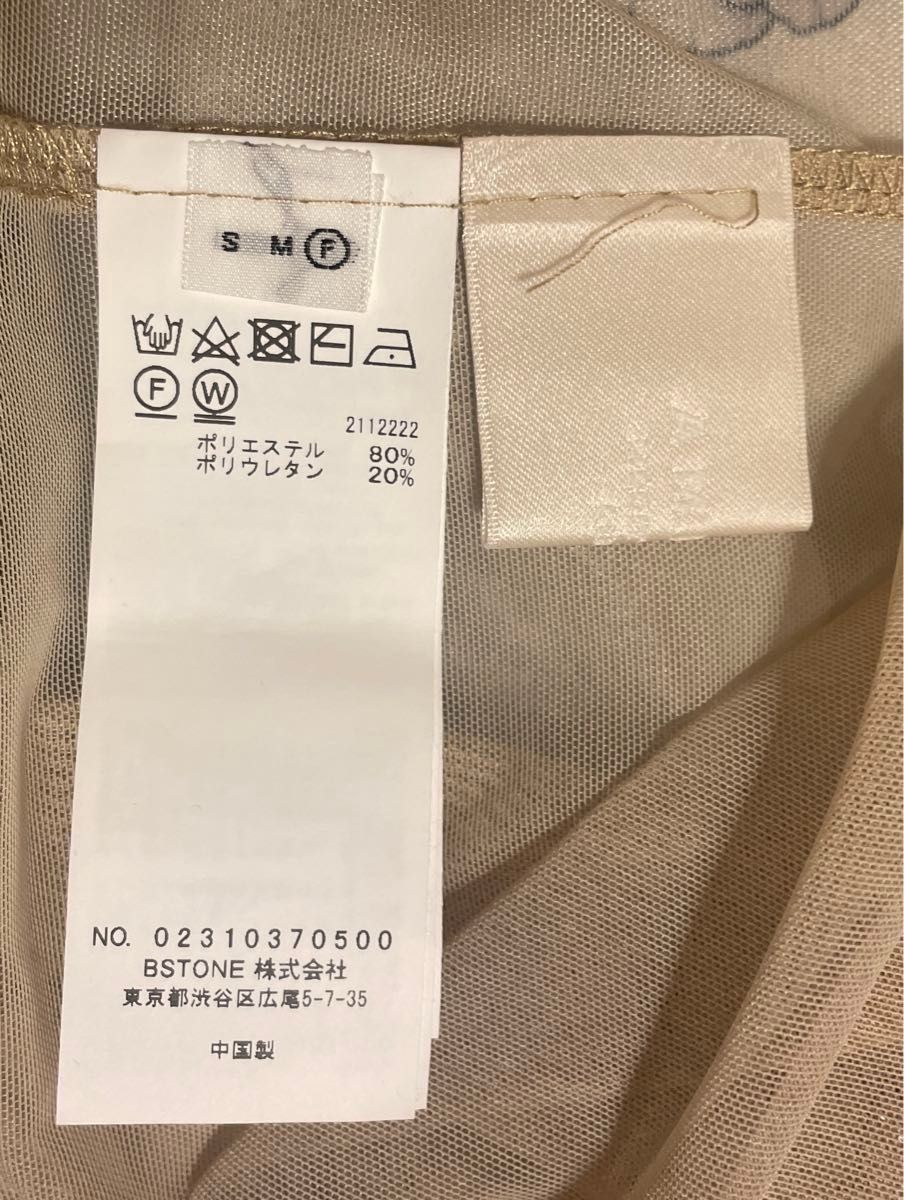 S M F
F W
2112222
ポリエステル 80%
ポリウレタン 20%
NO. 02310370500
BSTONE 株式会社
東京都渋谷区広尾5-7-35
中国製